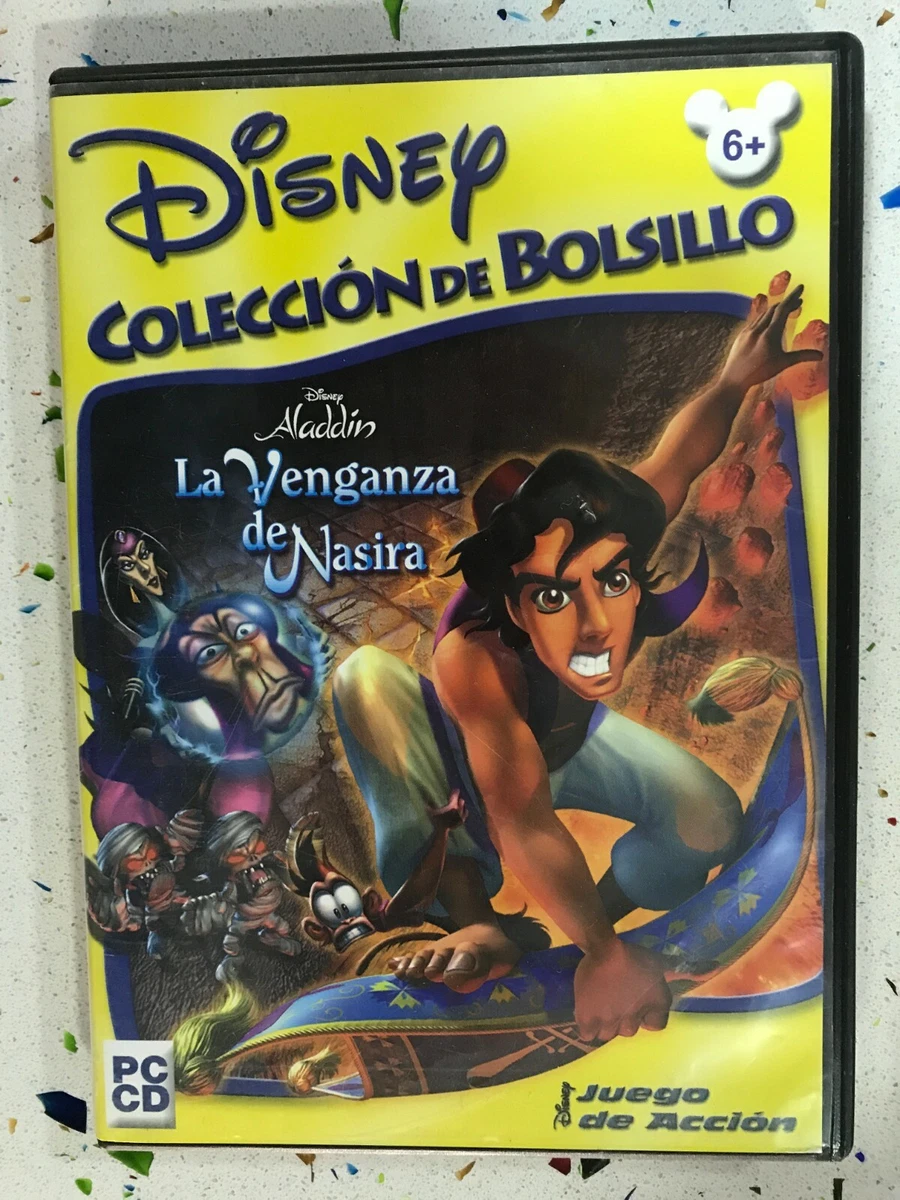 Disney
6+
Colección de Bolsillo
Disney
Aladdin
La Venganza
de Nasira
PC
CD
Disney
Juego
de Acción